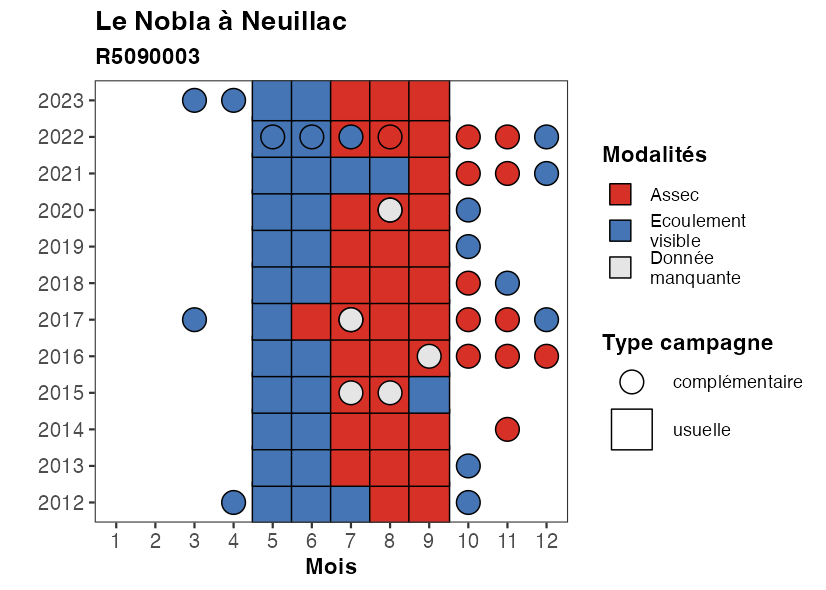 Le Nobla à Neuillac
R5090003
2023
2022
2021
2020
2019
2018
2017
2016
2015
2014
2013
2012
1 2 3 4 5 6 7 8 9 10 11 12
Mois
Modalités
Assec
Ecoulement
visible
Donnée
manquante
Type campagne
complémentaire
usuelle